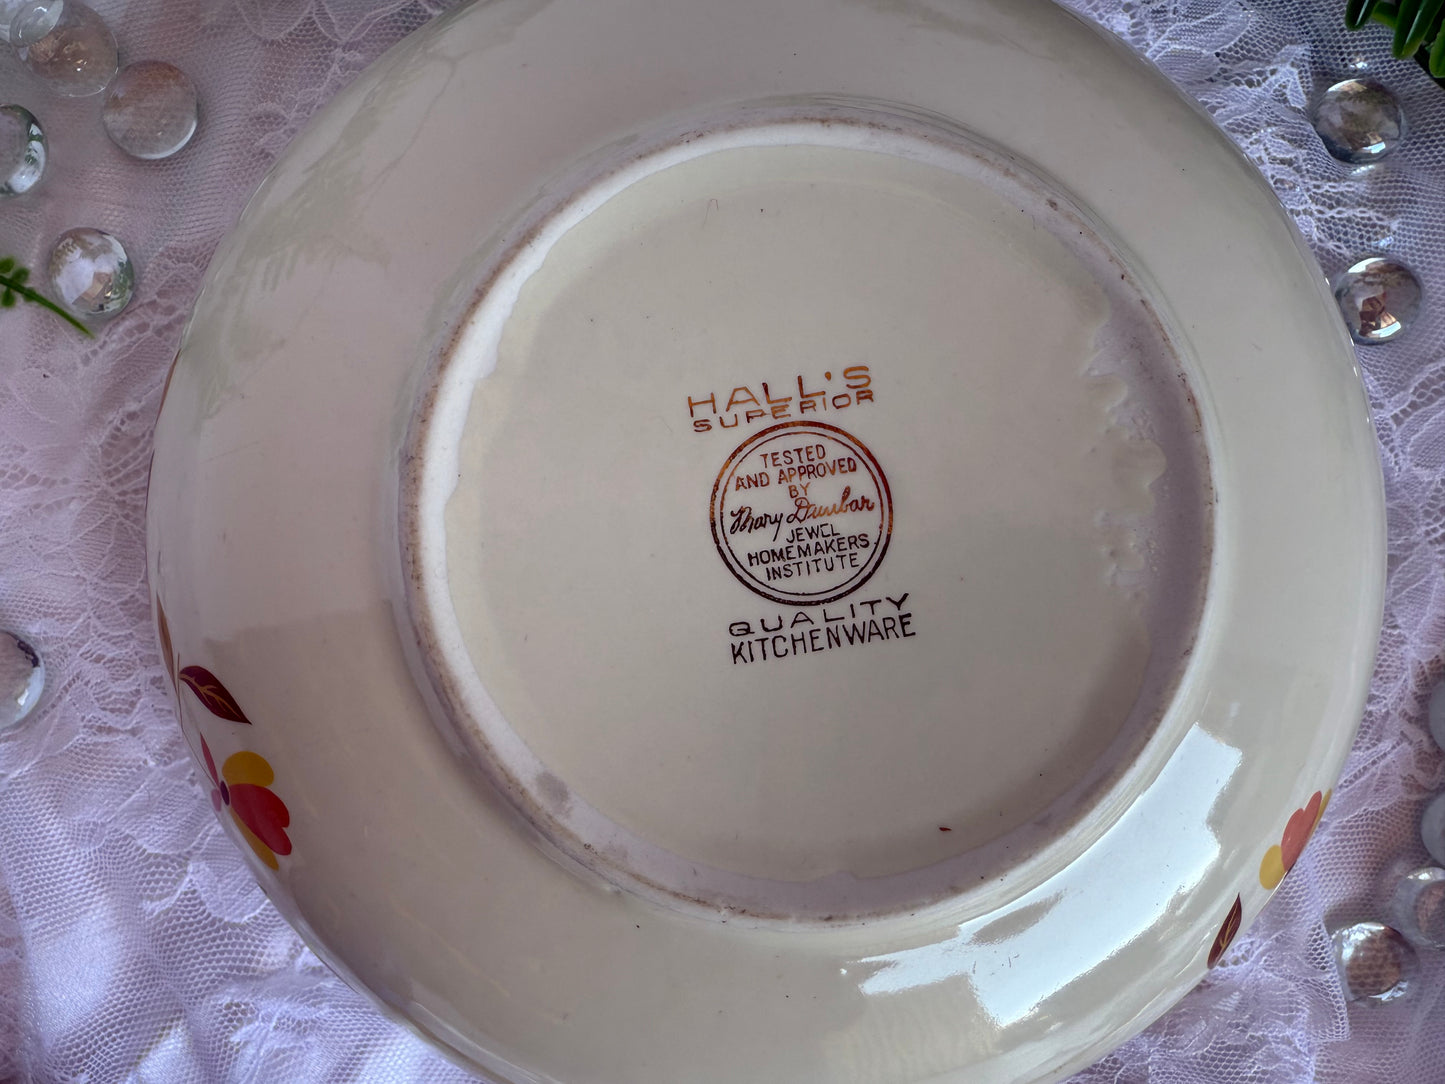 HALL'S
SUPERIOR
TESTED
AND APPROVED
BY
Mary Dunbar
JEWEL
HOMEMAKERS
INSTITUTE
QUALITY
KITCHENWARE